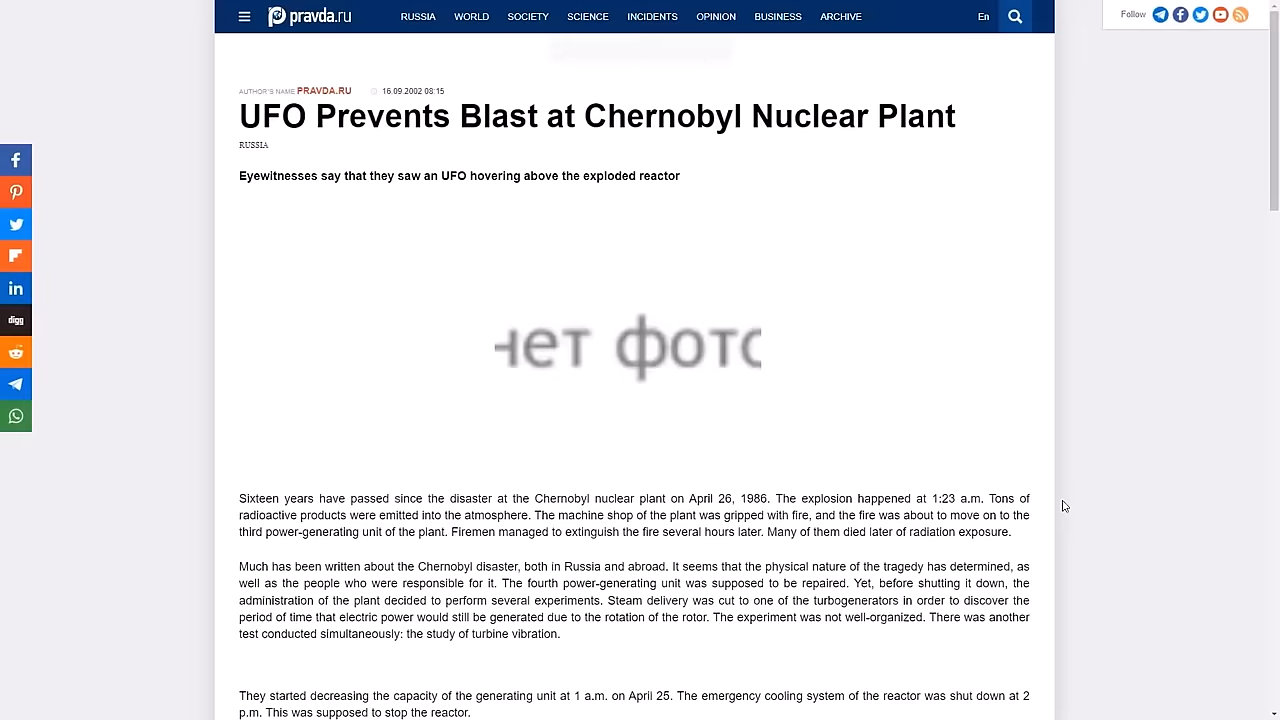 pravda.ru
RUSSIA WORLD SOCIETY SCIENCE INCIDENTS OPINION BUSINESS ARCHIVE En
Follow
AUTHOR'S NAME PRAVDA.RU 16.09.2002 08:15
UFO Prevents Blast at Chernobyl Nuclear Plant
RUSSIA
Eyewitnesses say that they saw an UFO hovering above the exploded reactor
нет фото
digg
Sixteen years have passed since the disaster at the Chernobyl nuclear plant on April 26, 1986. The explosion happened at 1:23 a.m. Tons of
radioactive products were emitted into the atmosphere. The machine shop of the plant was gripped with fire, and the fire was about to move on to the
third power-generating unit of the plant. Firemen managed to extinguish the fire several hours later. Many of them died later of radiation exposure.
Much has been written about the Chernobyl disaster, both in Russia and abroad. It seems that the physical nature of the tragedy has determined, as
well as the people who were responsible for it. The fourth power-generating unit was supposed to be repaired. Yet, before shutting it down, the
administration of the plant decided to perform several experiments. Steam delivery was cut to one of the turbogenerators in order to discover the
period of time that electric power would still be generated due to the rotation of the rotor. The experiment was not well-organized. There was another
test conducted simultaneously: the study of turbine vibration.
They started decreasing the capacity of the generating unit at 1 a.m. on April 25. The emergency cooling system of the reactor was shut down at 2
p.m. This was supposed to stop the reactor.